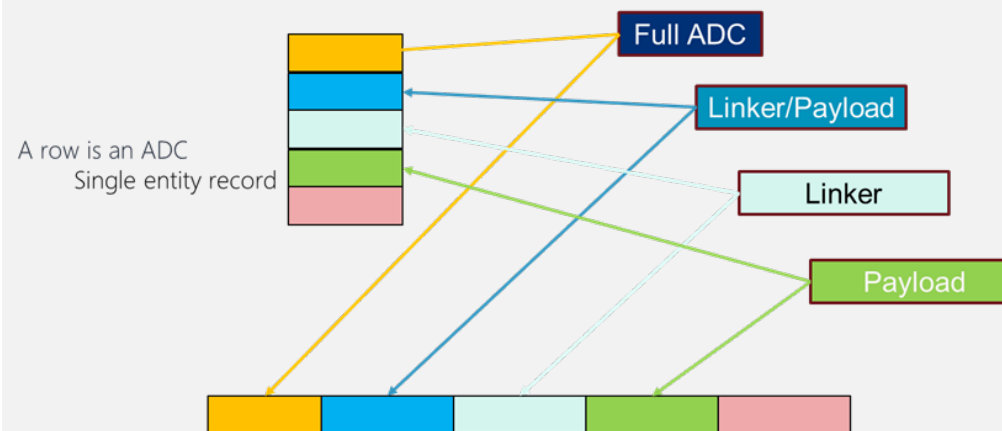 Full ADC
Linker/Payload
A row is an ADC
Single entity record
Linker
Payload